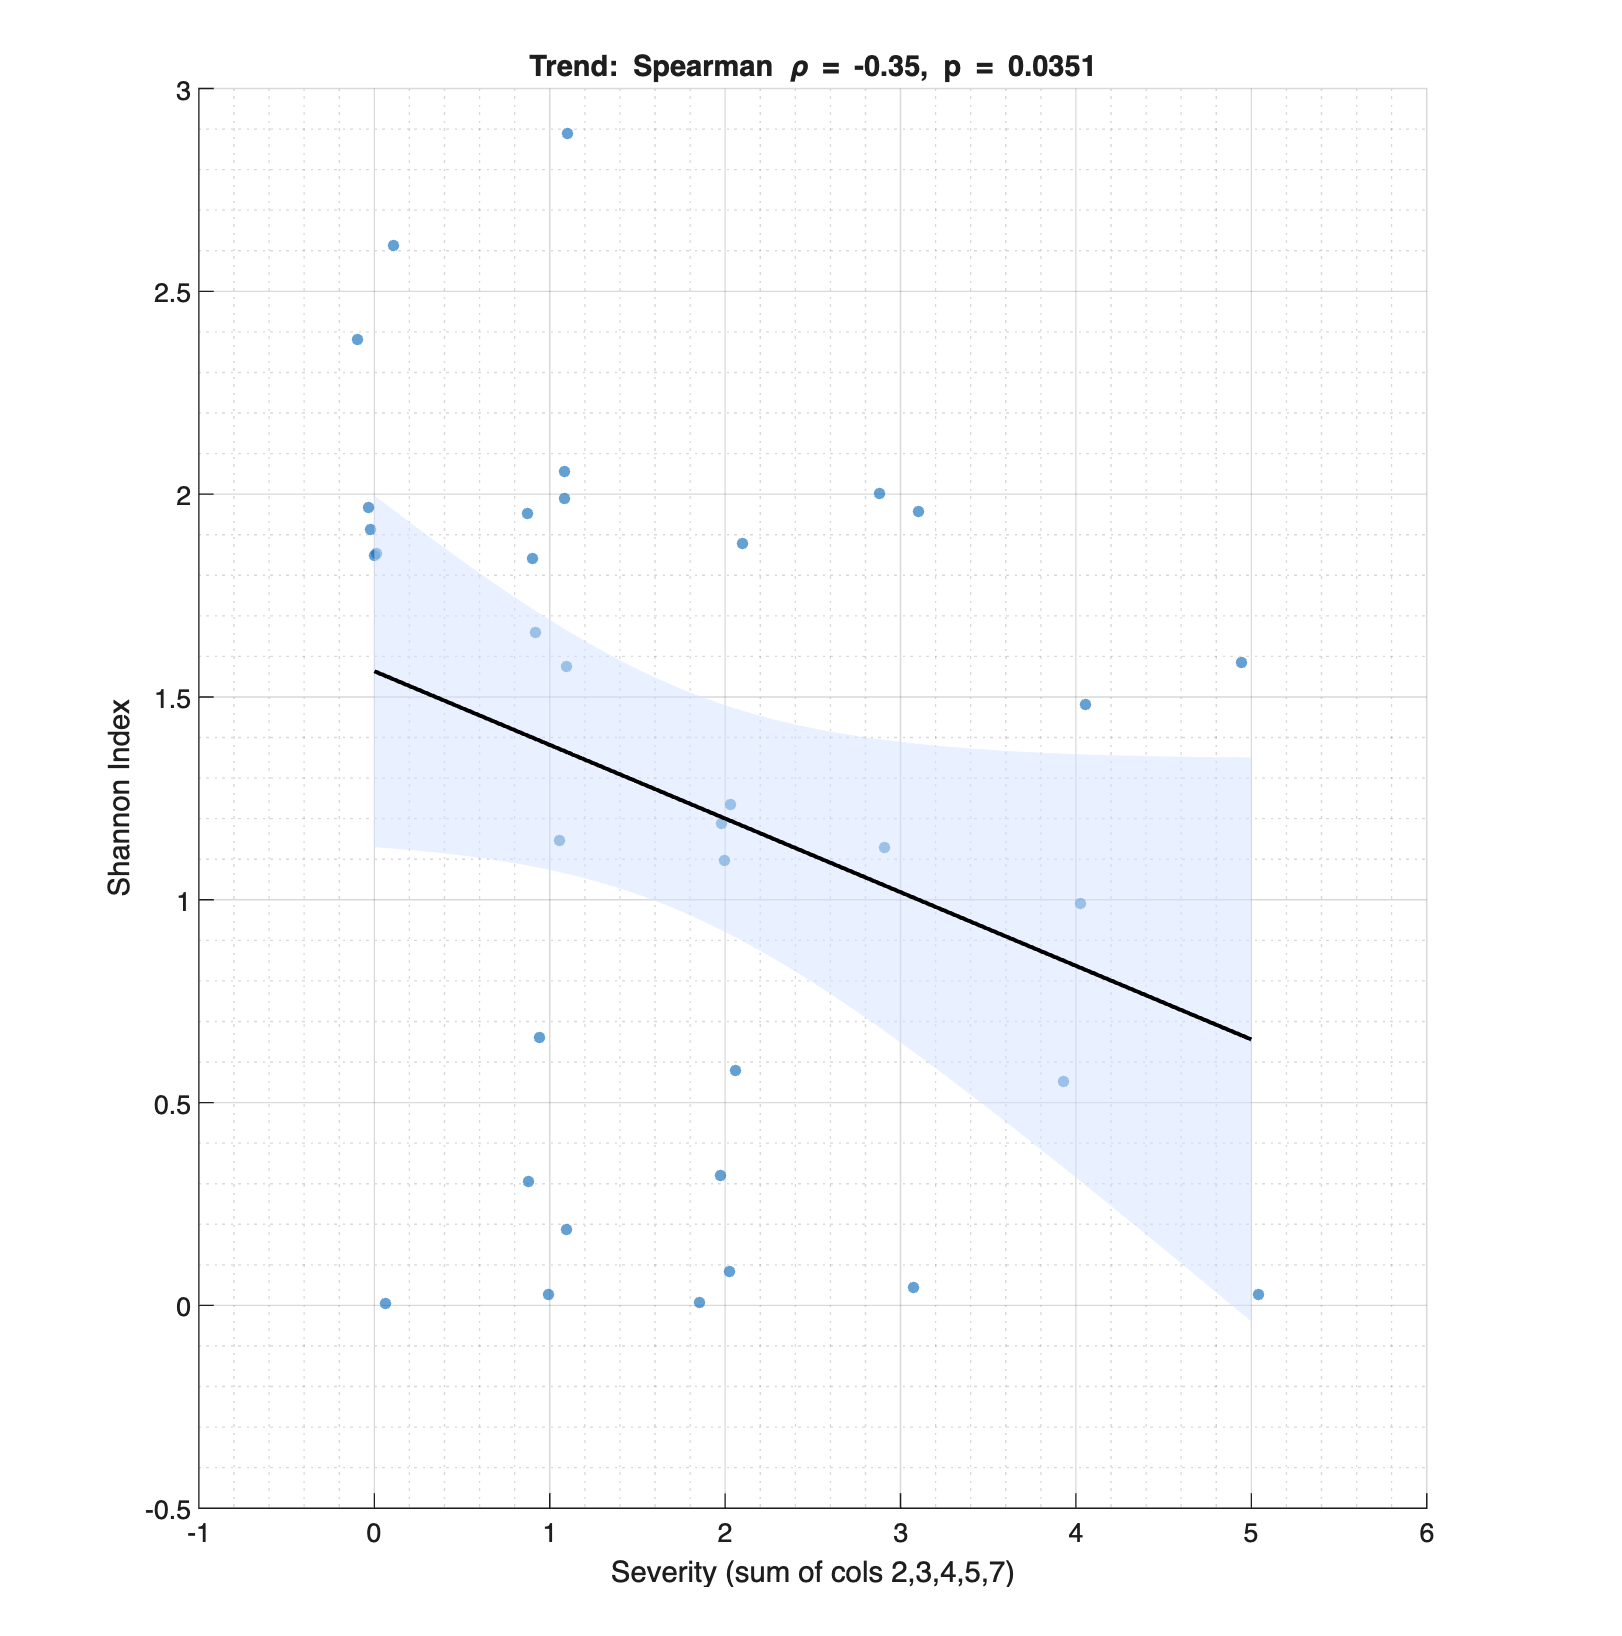 Trend: Spearman ρ = -0.35, p = 0.0351
3
2.5
2
1.5
1
0.5
0
-0.5
Shannon Index
-1 0 1 2 3 4 5 6
Severity (sum of cols 2,3,4,5,7)